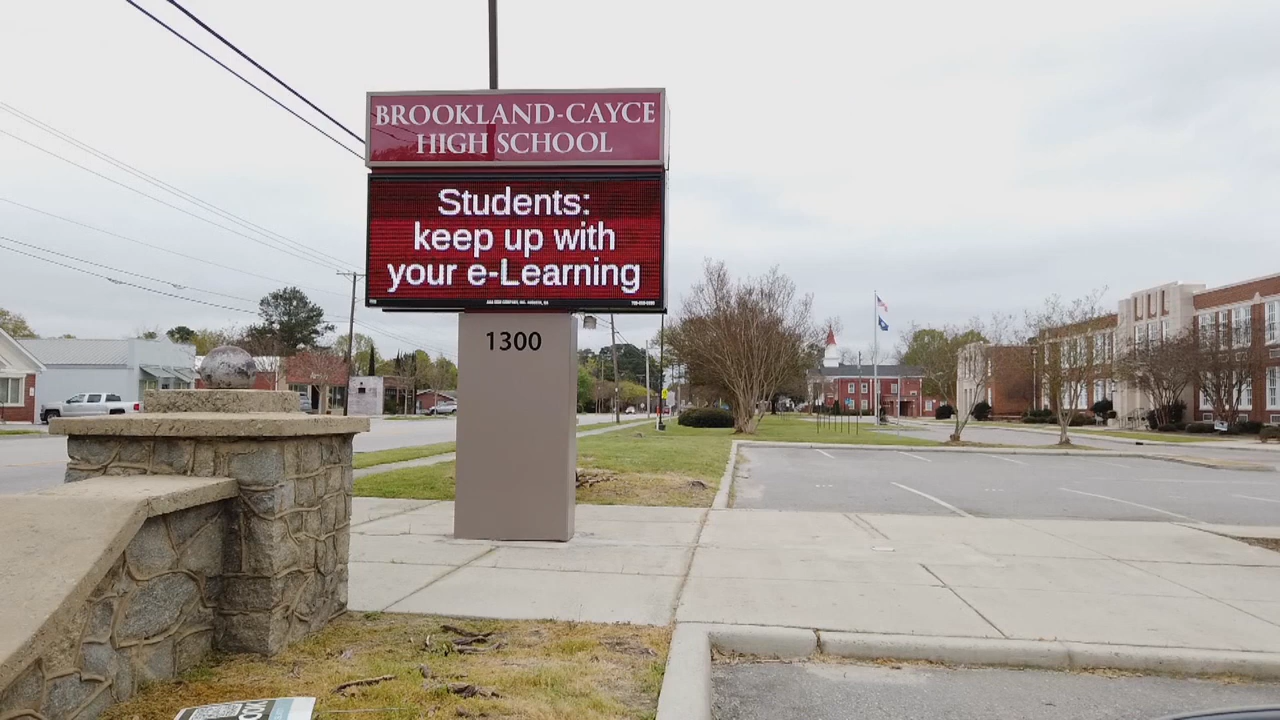 BROOKLAND-CAYCE
HIGH SCHOOL
Students:
keep up with
your e-Learning
1300